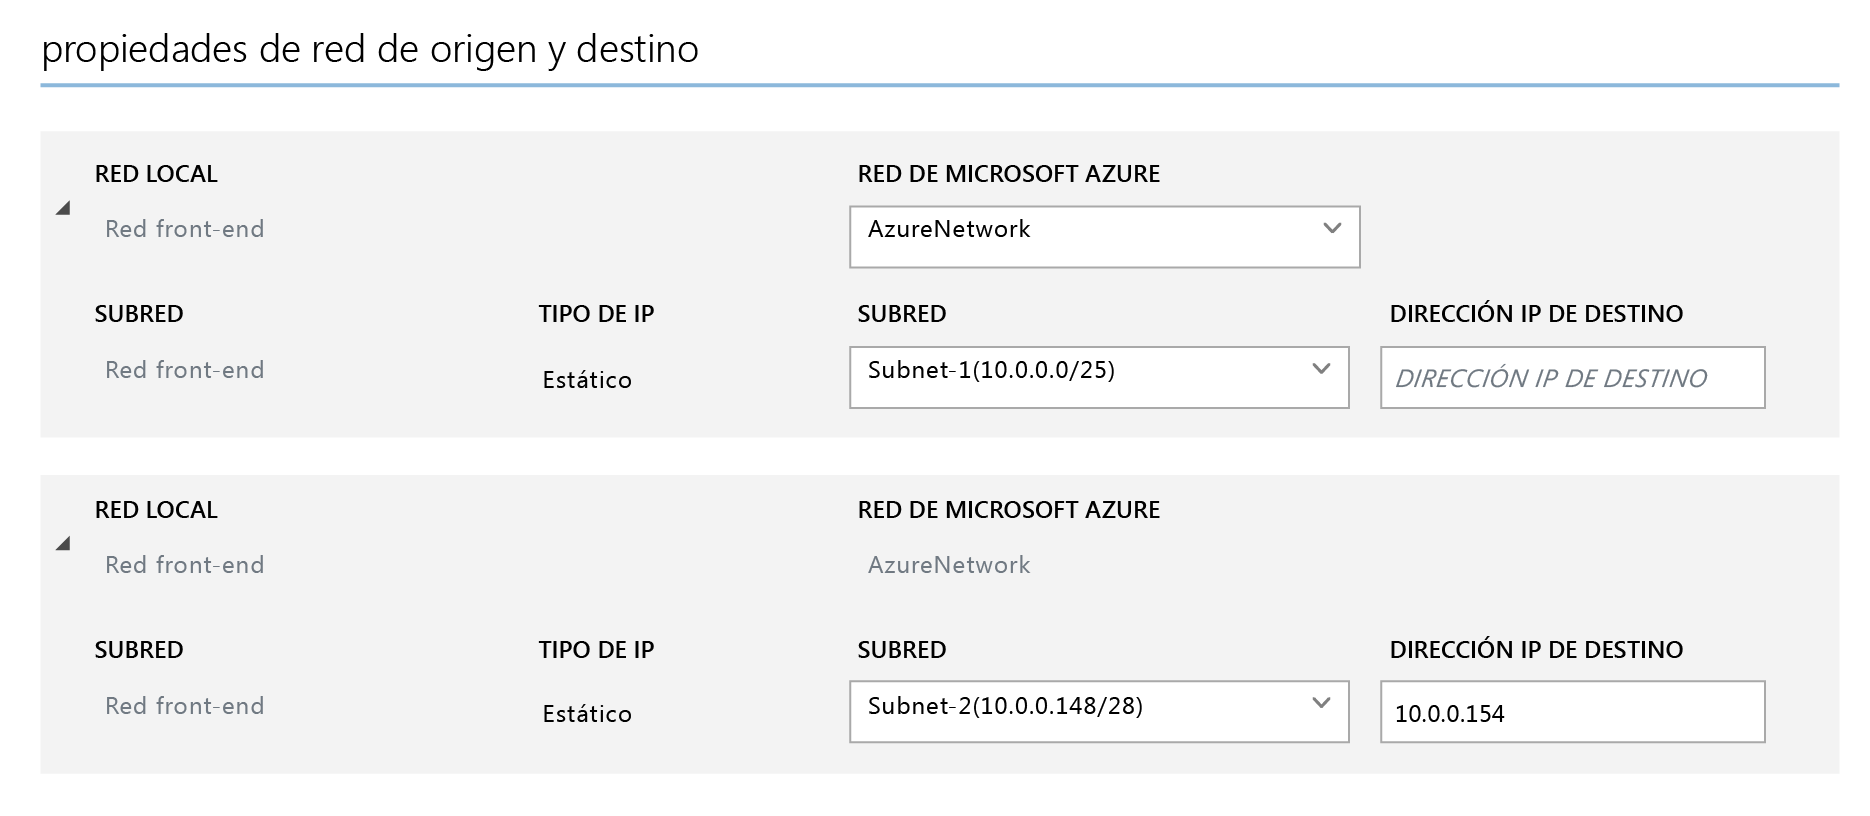 propiedades de red de origen y destino
RED LOCAL
RED DE MICROSOFT AZURE
Red front-end
AzureNetwork
SUBRED
TIPO DE IP
SUBRED
DIRECCIÓN IP DE DESTINO
Red front-end
Estático
Subnet-1(10.0.0.0/25)
DIRECCIÓN IP DE DESTINO
RED LOCAL
RED DE MICROSOFT AZURE
Red front-end
AzureNetwork
SUBRED
TIPO DE IP
SUBRED
DIRECCIÓN IP DE DESTINO
Red front-end
Estático
Subnet-2(10.0.0.148/28)
10.0.0.154